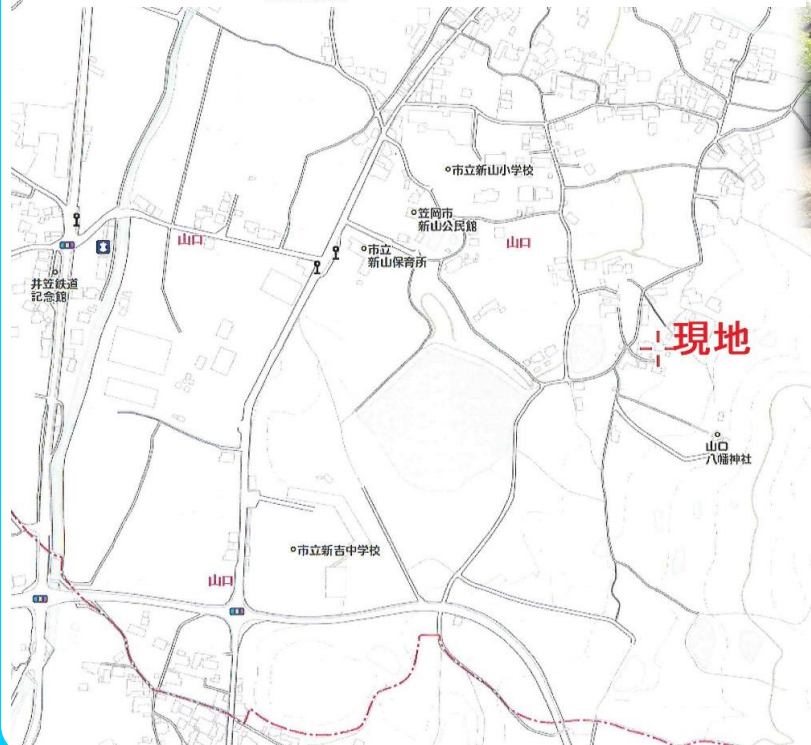 市立新山小学校
笠岡市
新山公民館
山口
山口
市立
新山保育所
井笠鉄道
記念館
現地
山口
八幡神社
市立新吉中学校
山口